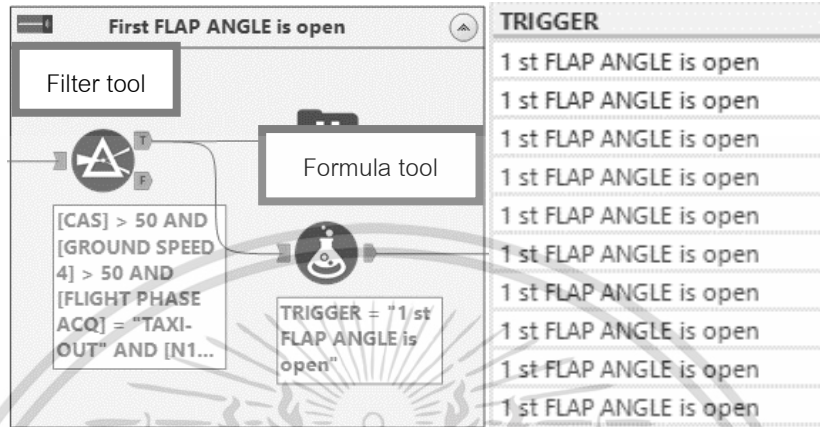 First FLAP ANGLE is open
Filter tool
T
Formula tool
F
[CAS] > 50 AND
[GROUND SPEED
4] > 50 AND
[FLIGHT PHASE
ACQ] = "TAXI-
OUT" AND [N1...
TRIGGER = "1 st
FLAP ANGLE is
open"
TRIGGER
1 st FLAP ANGLE is open
1 st FLAP ANGLE is open
1 st FLAP ANGLE is open
1 st FLAP ANGLE is open
1 st FLAP ANGLE is open
1 st FLAP ANGLE is open
1 st FLAP ANGLE is open
1 st FLAP ANGLE is open
1 st FLAP ANGLE is open
1 st FLAP ANGLE is open